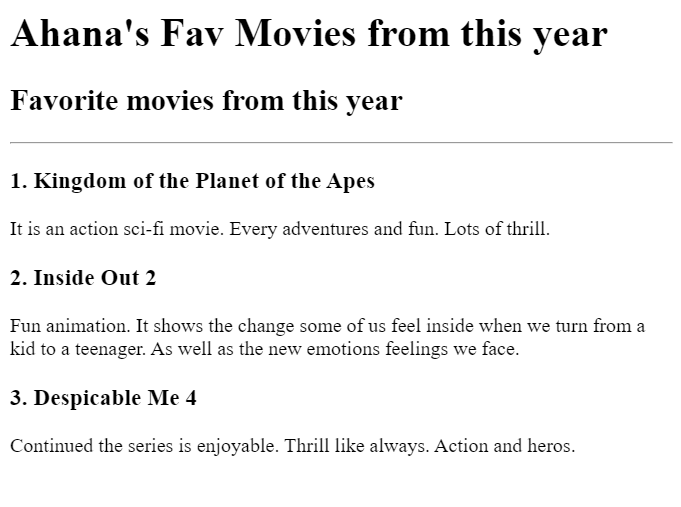 Ahana's Fav Movies from this year
Favorite movies from this year
1. Kingdom of the Planet of the Apes
It is an action sci-fi movie. Every adventures and fun. Lots of thrill.
2. Inside Out 2
Fun animation. It shows the change some of us feel inside when we turn from a
kid to a teenager. As well as the new emotions feelings we face.
3. Despicable Me 4
Continued the series is enjoyable. Thrill like always. Action and heros.